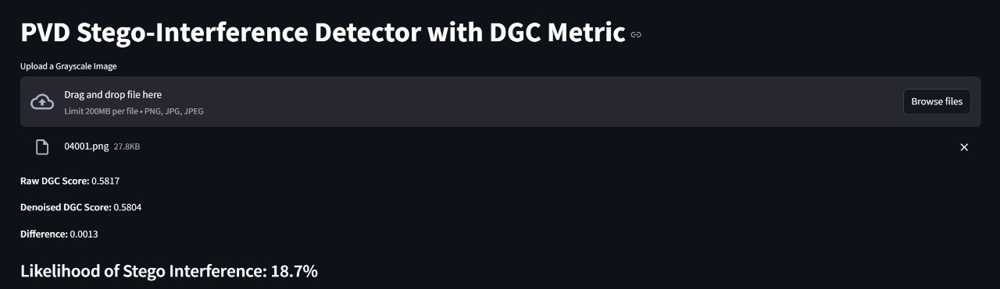 PVD Stego-Interference Detector with DGC Metric
Upload a Grayscale Image
Drag and drop file here
Limit 200MB per file • PNG, JPG, JPEG
Browse files
04001.png 27.8KB
Raw DGC Score: 0.5817
Denoised DGC Score: 0.5804
Difference: 0.0013
Likelihood of Stego Interference: 18.7%